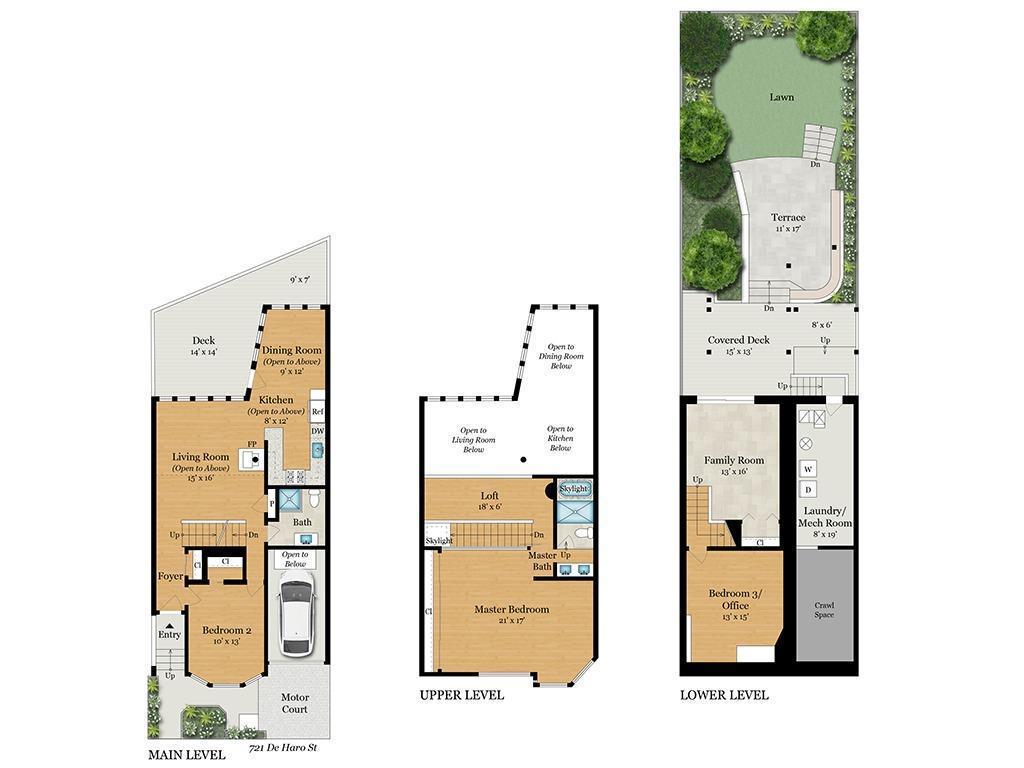 9' x 7'
Deck
14' x 14'
Dining Room
(Open to Above)
9' x 12'
Kitchen
(Open to Above)
8' x 12'
Ref
DW
FP
Living Room
(Open to Above)
15' x 16'
P
Bath
Up
Dn
Open to
Below
Cl
Cl
Foyer
Entry
Up
Bedroom 2
10' x 13'
Motor
Court
721 De Haro St
MAIN LEVEL
Open to
Dining Room
Below
Open to
Living Room
Below
Open to
Kitchen
Below
Loft
18' x 6'
Skylight
Skylight
Dn
Up
Master
Bath
Cl
Master Bedroom
21' x 17'
UPPER LEVEL
Lawn
Dn
Terrace
11' x 17'
Dn
8' x 6'
Up
Covered Deck
15' x 13'
Up
Family Room
13' x 16'
Up
W
D
Laundry/
Mech Room
8' x 19'
Cl
Bedroom 3/
Office
13' x 15'
Crawl
Space
LOWER LEVEL